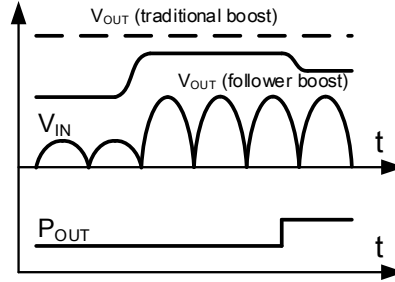 VOUT (traditional boost)
VOUT (follower boost)
VIN
t
POUT
t